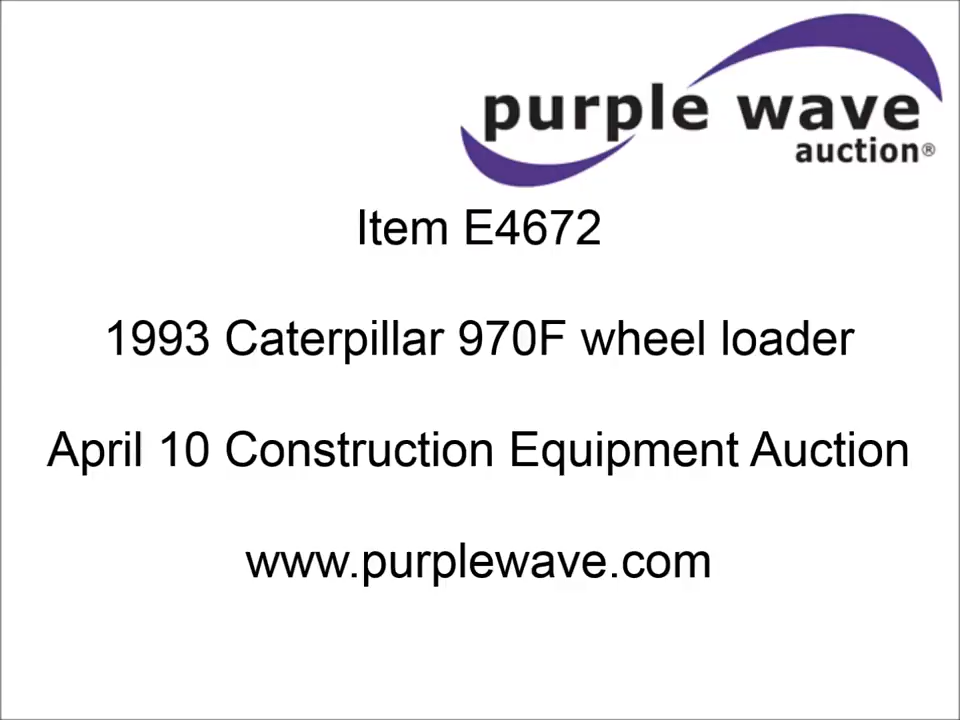 purple wave
auction®
Item E4672
1993 Caterpillar 970F wheel loader
April 10 Construction Equipment Auction
www.purplewave.com